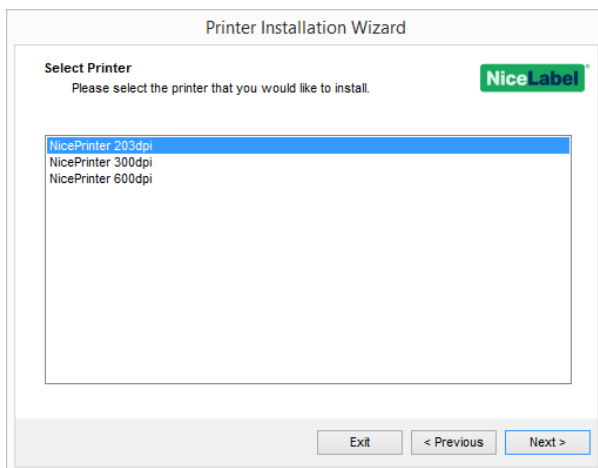 Printer Installation Wizard
Select Printer
Please select the printer that you would like to install.
NiceLabel
NicePrinter 203dpi
NicePrinter 300dpi
NicePrinter 600dpi
Exit
< Previous
Next >